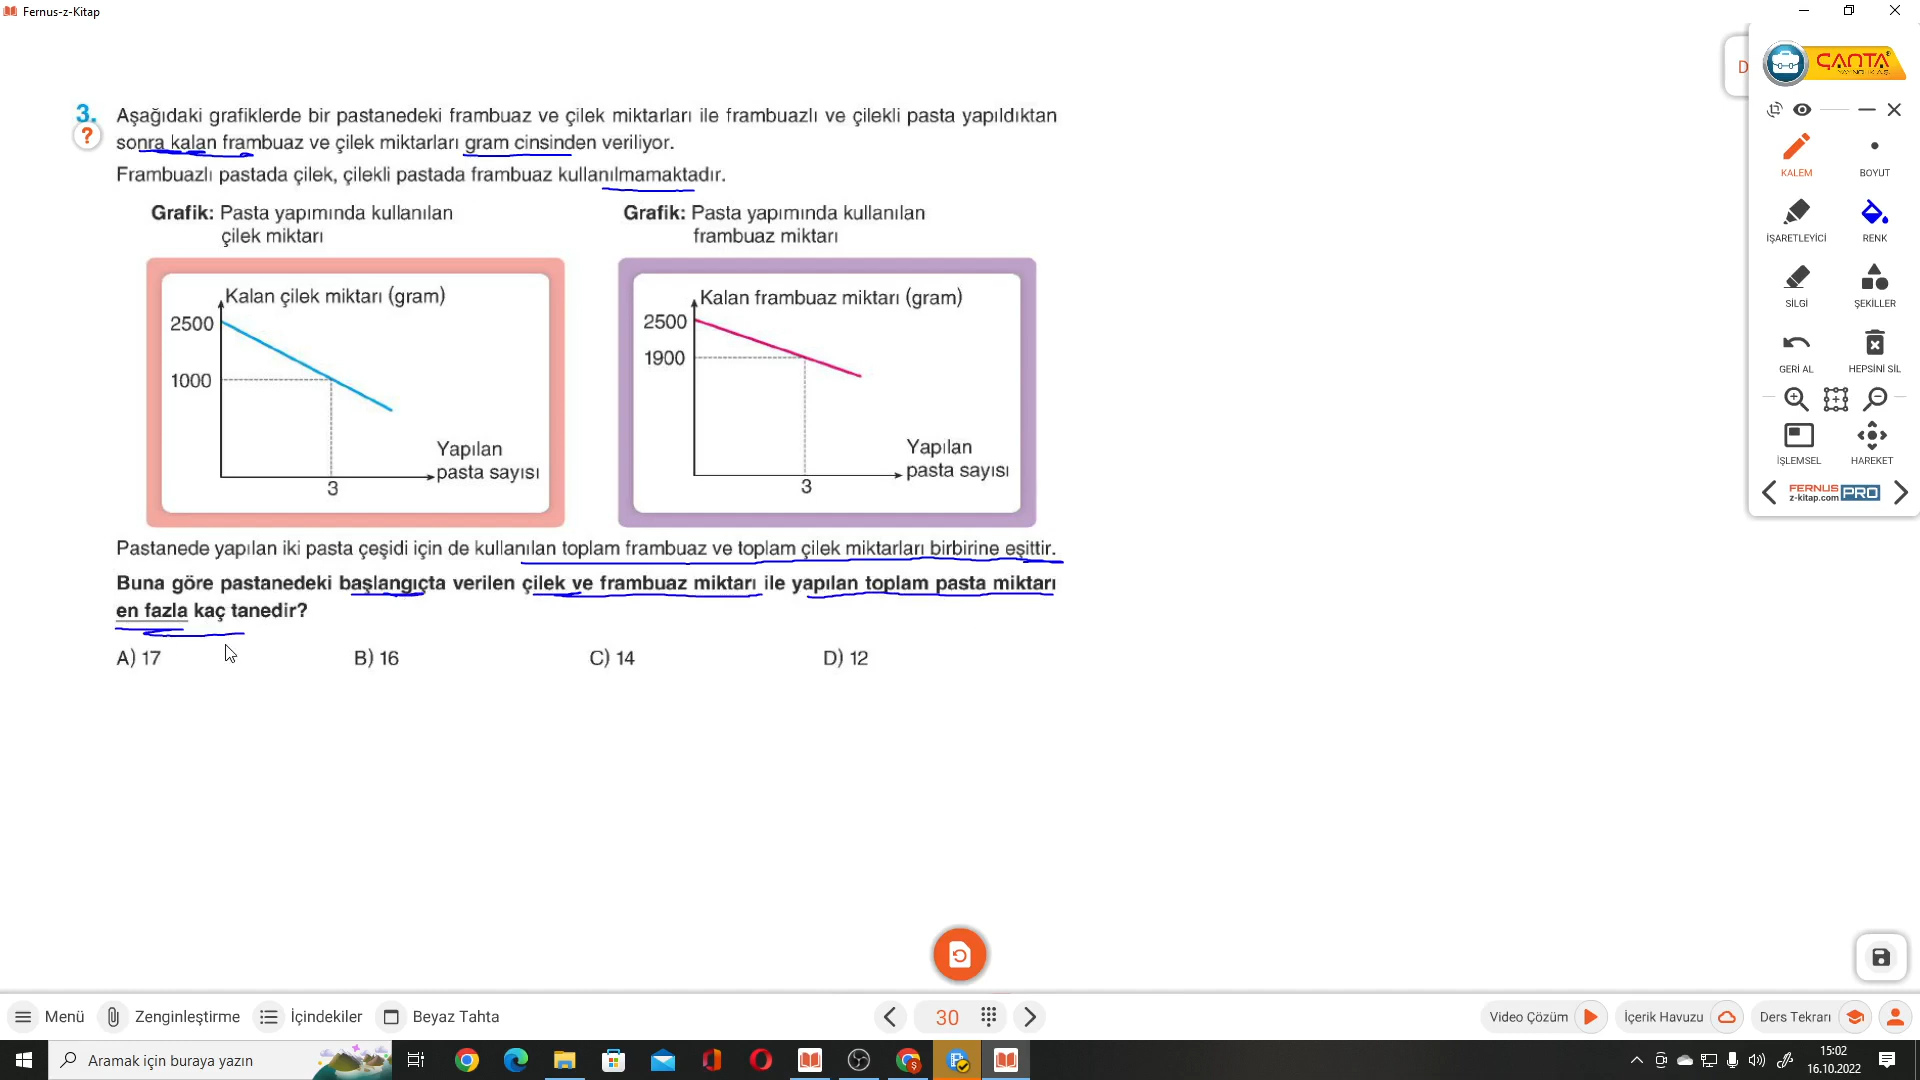 Fernus-z-Kitap
D
ÇANTA
YAYINCILIK A.Ş.
3. Aşağıdaki grafiklerde bir pastanedeki frambuaz ve çilek miktarları ile frambuazlı ve çilekli pasta yapıldıktan
? sonra kalan frambuaz ve çilek miktarları gram cinsinden veriliyor.
Frambuazlı pastada çilek, çilekli pastada frambuaz kullanılmamaktadır.
Grafik: Pasta yapımında kullanılan
çilek miktarı
Kalan çilek miktarı (gram)
2500
1000
3
Yapılan
pasta sayısı
Grafik: Pasta yapımında kullanılan
frambuaz miktarı
Kalan frambuaz miktarı (gram)
2500
1900
3
Yapılan
pasta sayısı
Pastanede yapılan iki pasta çeşidi için de kullanılan toplam frambuaz ve toplam çilek miktarları birbirine eşittir.
Buna göre pastanedeki başlangıçta verilen çilek ve frambuaz miktarı ile yapılan toplam pasta miktarı
en fazla kaç tanedir?
A) 17 B) 16 C) 14 D) 12
KALEM BOYUT
İŞARETLEYİCİ RENK
SİLGİ ŞEKİLLER
GERİ AL HEPSİNİ SİL
İŞLEMSEL HAREKET
FERNUS PRO
z-kitap.com
Menü Zenginleştirme İçindekiler Beyaz Tahta 30 Video Çözüm İçerik Havuzu Ders Tekrarı
Aramak için buraya yazın
15:02
16.10.2022